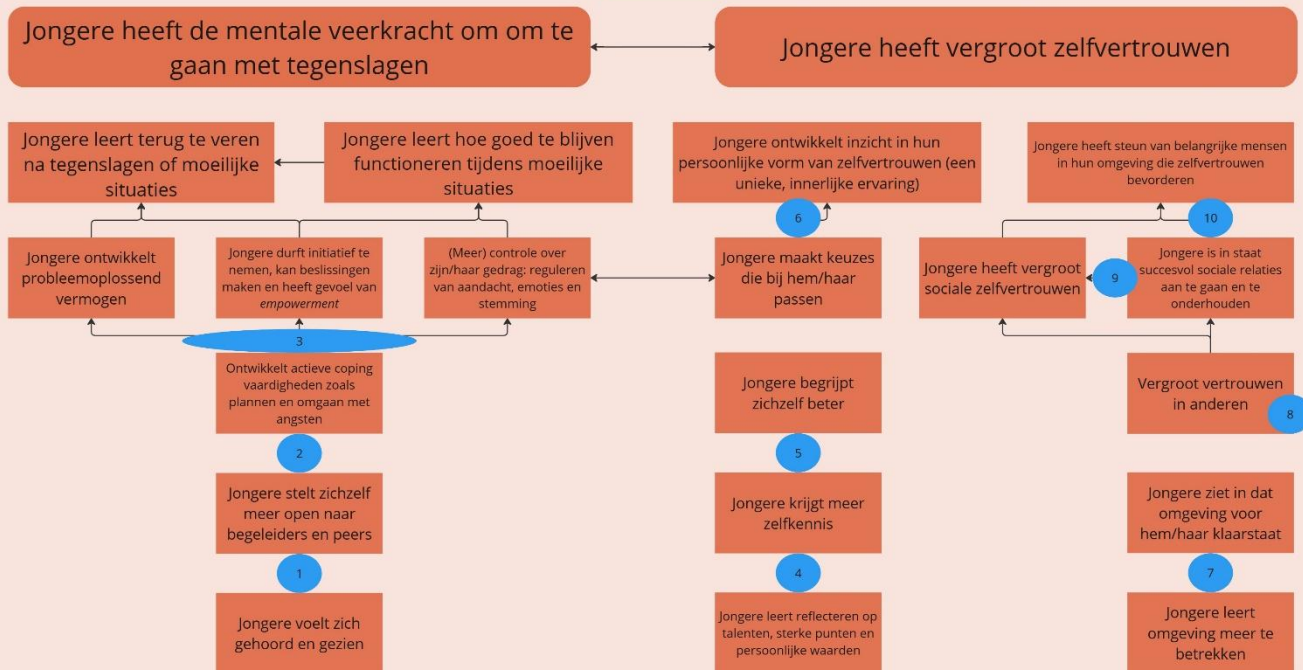 Jongere heeft de mentale veerkracht om om te
gaan met tegenslagen
Jongere heeft vergroot zelfvertrouwen
Jongere leert terug te veren
na tegenslagen of moeilijke
situaties
Jongere leert hoe goed te blijven
functioneren tijdens moeilijke
situaties
Jongere ontwikkelt inzicht in hun
persoonlijke vorm van zelfvertrouwen (een
unieke, innerlijke ervaring)
Jongere heeft steun van belangrijke mensen
in hun omgeving die zelfvertrouwen
bevorderen
6
10
Jongere ontwikkelt
probleemoplossend
vermogen
Jongere durft initiatief te
nemen, kan beslissingen
maken en heeft gevoel van
empowerment
(Meer) controle over
zijn/haar gedrag: reguleren
van aandacht, emoties en
stemming
Jongere maakt keuzes
die bij hem/haar
passen
Jongere heeft vergroot
sociale zelfvertrouwen
9
Jongere is in staat
succesvol sociale relaties
aan te gaan en te
onderhouden
3
Ontwikkelt actieve coping
vaardigheden zoals
plannen en omgaan met
angsten
Jongere begrijpt
zichzelf beter
Vergroot vertrouwen
in anderen
8
2
5
Jongere stelt zichzelf
meer open naar
begeleiders en peers
Jongere krijgt meer
zelfkennis
Jongere ziet in dat
omgeving voor
hem/haar klaarstaat
1
4
7
Jongere voelt zich
gehoord en gezien
Jongere leert reflecteren op
talenten, sterke punten en
persoonlijke waarden
Jongere leert
omgeving meer te
betrekken